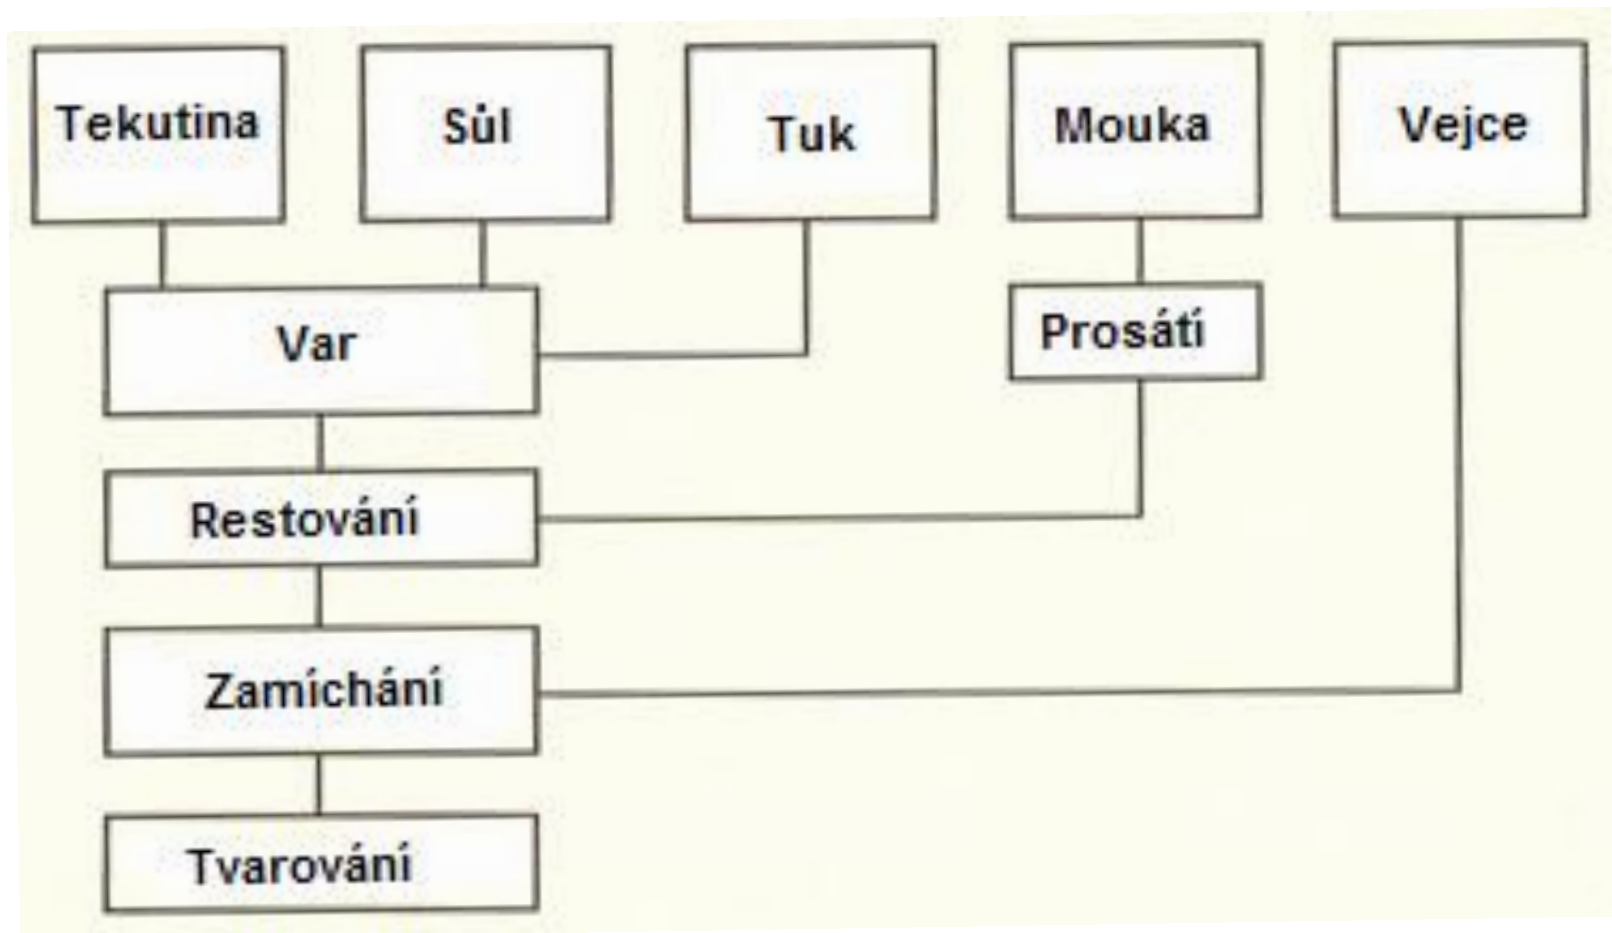 Tekutina
Sůl
Tuk
Mouka
Vejce
Var
Prosátí
Restování
Zamíchání
Tvarování